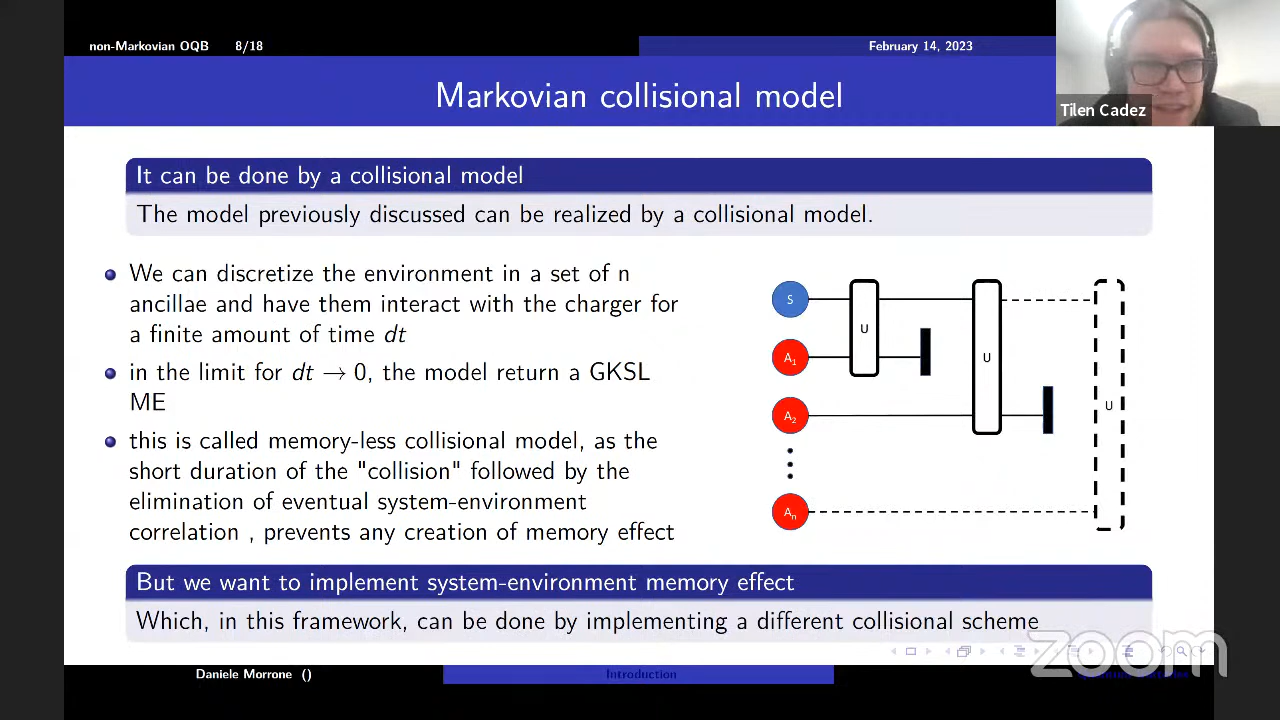 non-Markovian OQB 8/18
February 14, 2023
Markovian collisional model
Tilen Cadez
It can be done by a collisional model
The model previously discussed can be realized by a collisional model.
We can discretize the environment in a set of n
ancillae and have them interact with the charger for
a finite amount of time dt
in the limit for dt → 0, the model return a GKSL
ME
this is called memory-less collisional model, as the
short duration of the "collision" followed by the
elimination of eventual system-environment
correlation , prevents any creation of memory effect
S
U
A1
U
A2
U
An
But we want to implement system-environment memory effect
Which, in this framework, can be done by implementing a different collisional scheme
zoom
Daniele Morrone ()
Introduction